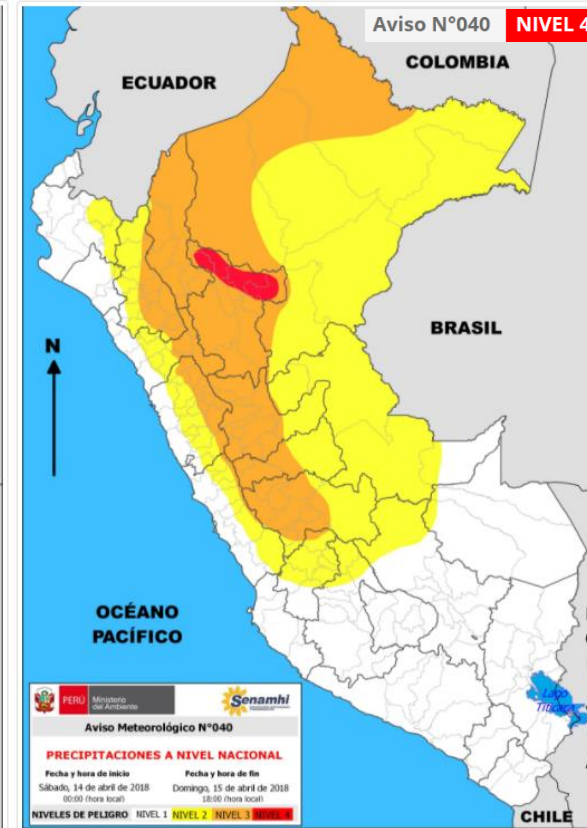 Aviso N°040 NIVEL 4
COLOMBIA
ECUADOR
BRASIL
N
OCÉANO
PACÍFICO
Lago
Titicaca
CHILE
PERÚ Ministerio
del Ambiente
Senamhi
Aviso Meteorológico N°040
PRECIPITACIONES A NIVEL NACIONAL
Fecha y hora de inicio Fecha y hora de fin
Sábado, 14 de abril de 2018 Domingo, 15 de abril de 2018
00:00 (hora local) 18:00 (hora local)
NIVELES DE PELIGRO NIVEL 1 NIVEL 2 NIVEL 3 NIVEL 4